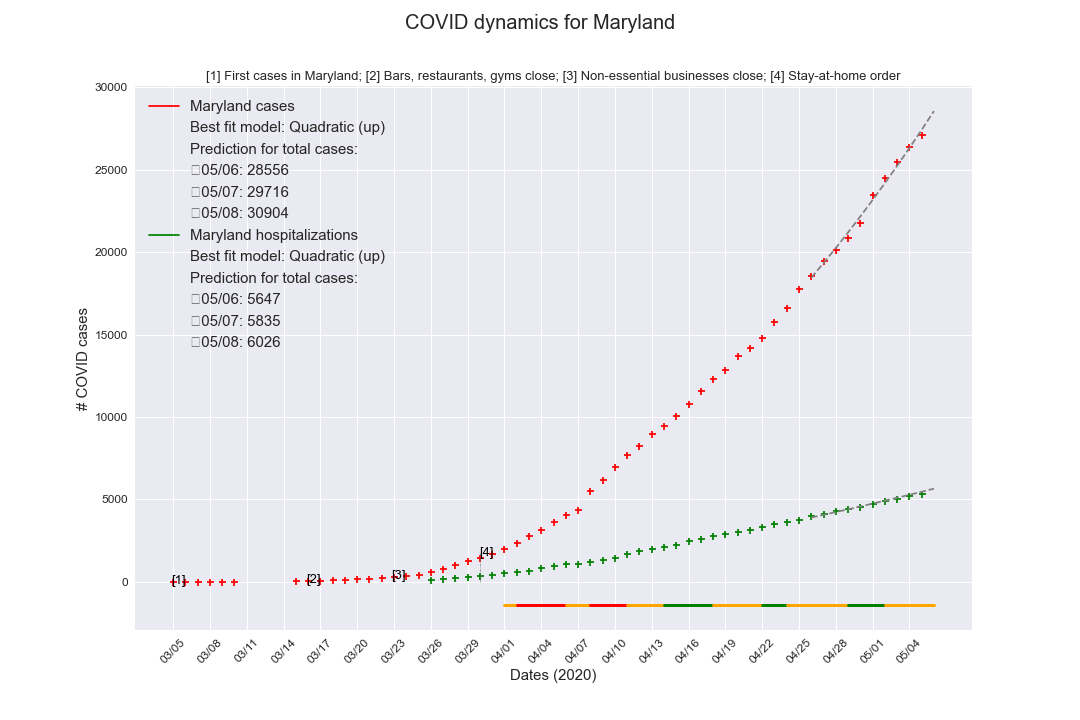 COVID dynamics for Maryland
[1] First cases in Maryland; [2] Bars, restaurants, gyms close; [3] Non-essential businesses close; [4] Stay-at-home order
Maryland cases
Best fit model: Quadratic (up)
Prediction for total cases:
05/06: 28556
05/07: 29716
05/08: 30904
Maryland hospitalizations
Best fit model: Quadratic (up)
Prediction for total cases:
05/06: 5647
05/07: 5835
05/08: 6026
# COVID cases
30000
25000
20000
15000
10000
5000
0
[1]
[2]
[3]
[4]
03/05 03/08 03/11 03/14 03/17 03/20 03/23 03/26 03/29 04/01 04/04 04/07 04/10 04/13 04/16 04/19 04/22 04/25 04/28 05/01 05/04
Dates (2020)